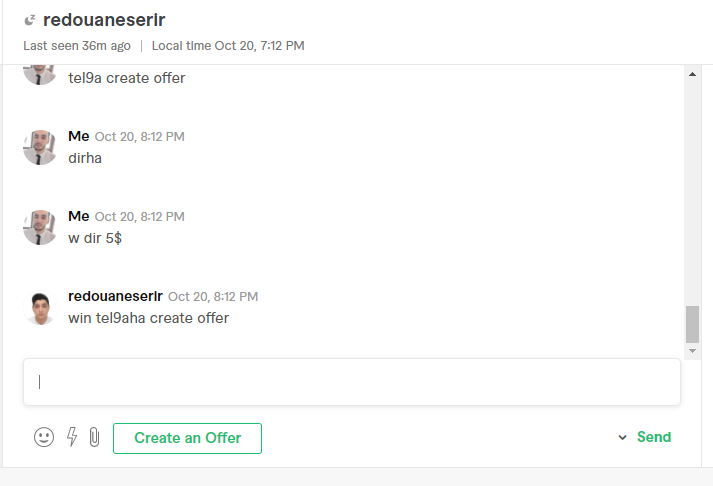 redouaneserir
Last seen 36m ago | Local time Oct 20, 7:12 PM
tel9a create offer
Me Oct 20, 8:12 PM
dirha
Me Oct 20, 8:12 PM
w dir 5$
redouaneserir Oct 20, 8:12 PM
win tel9aha create offer
Create an Offer
Send